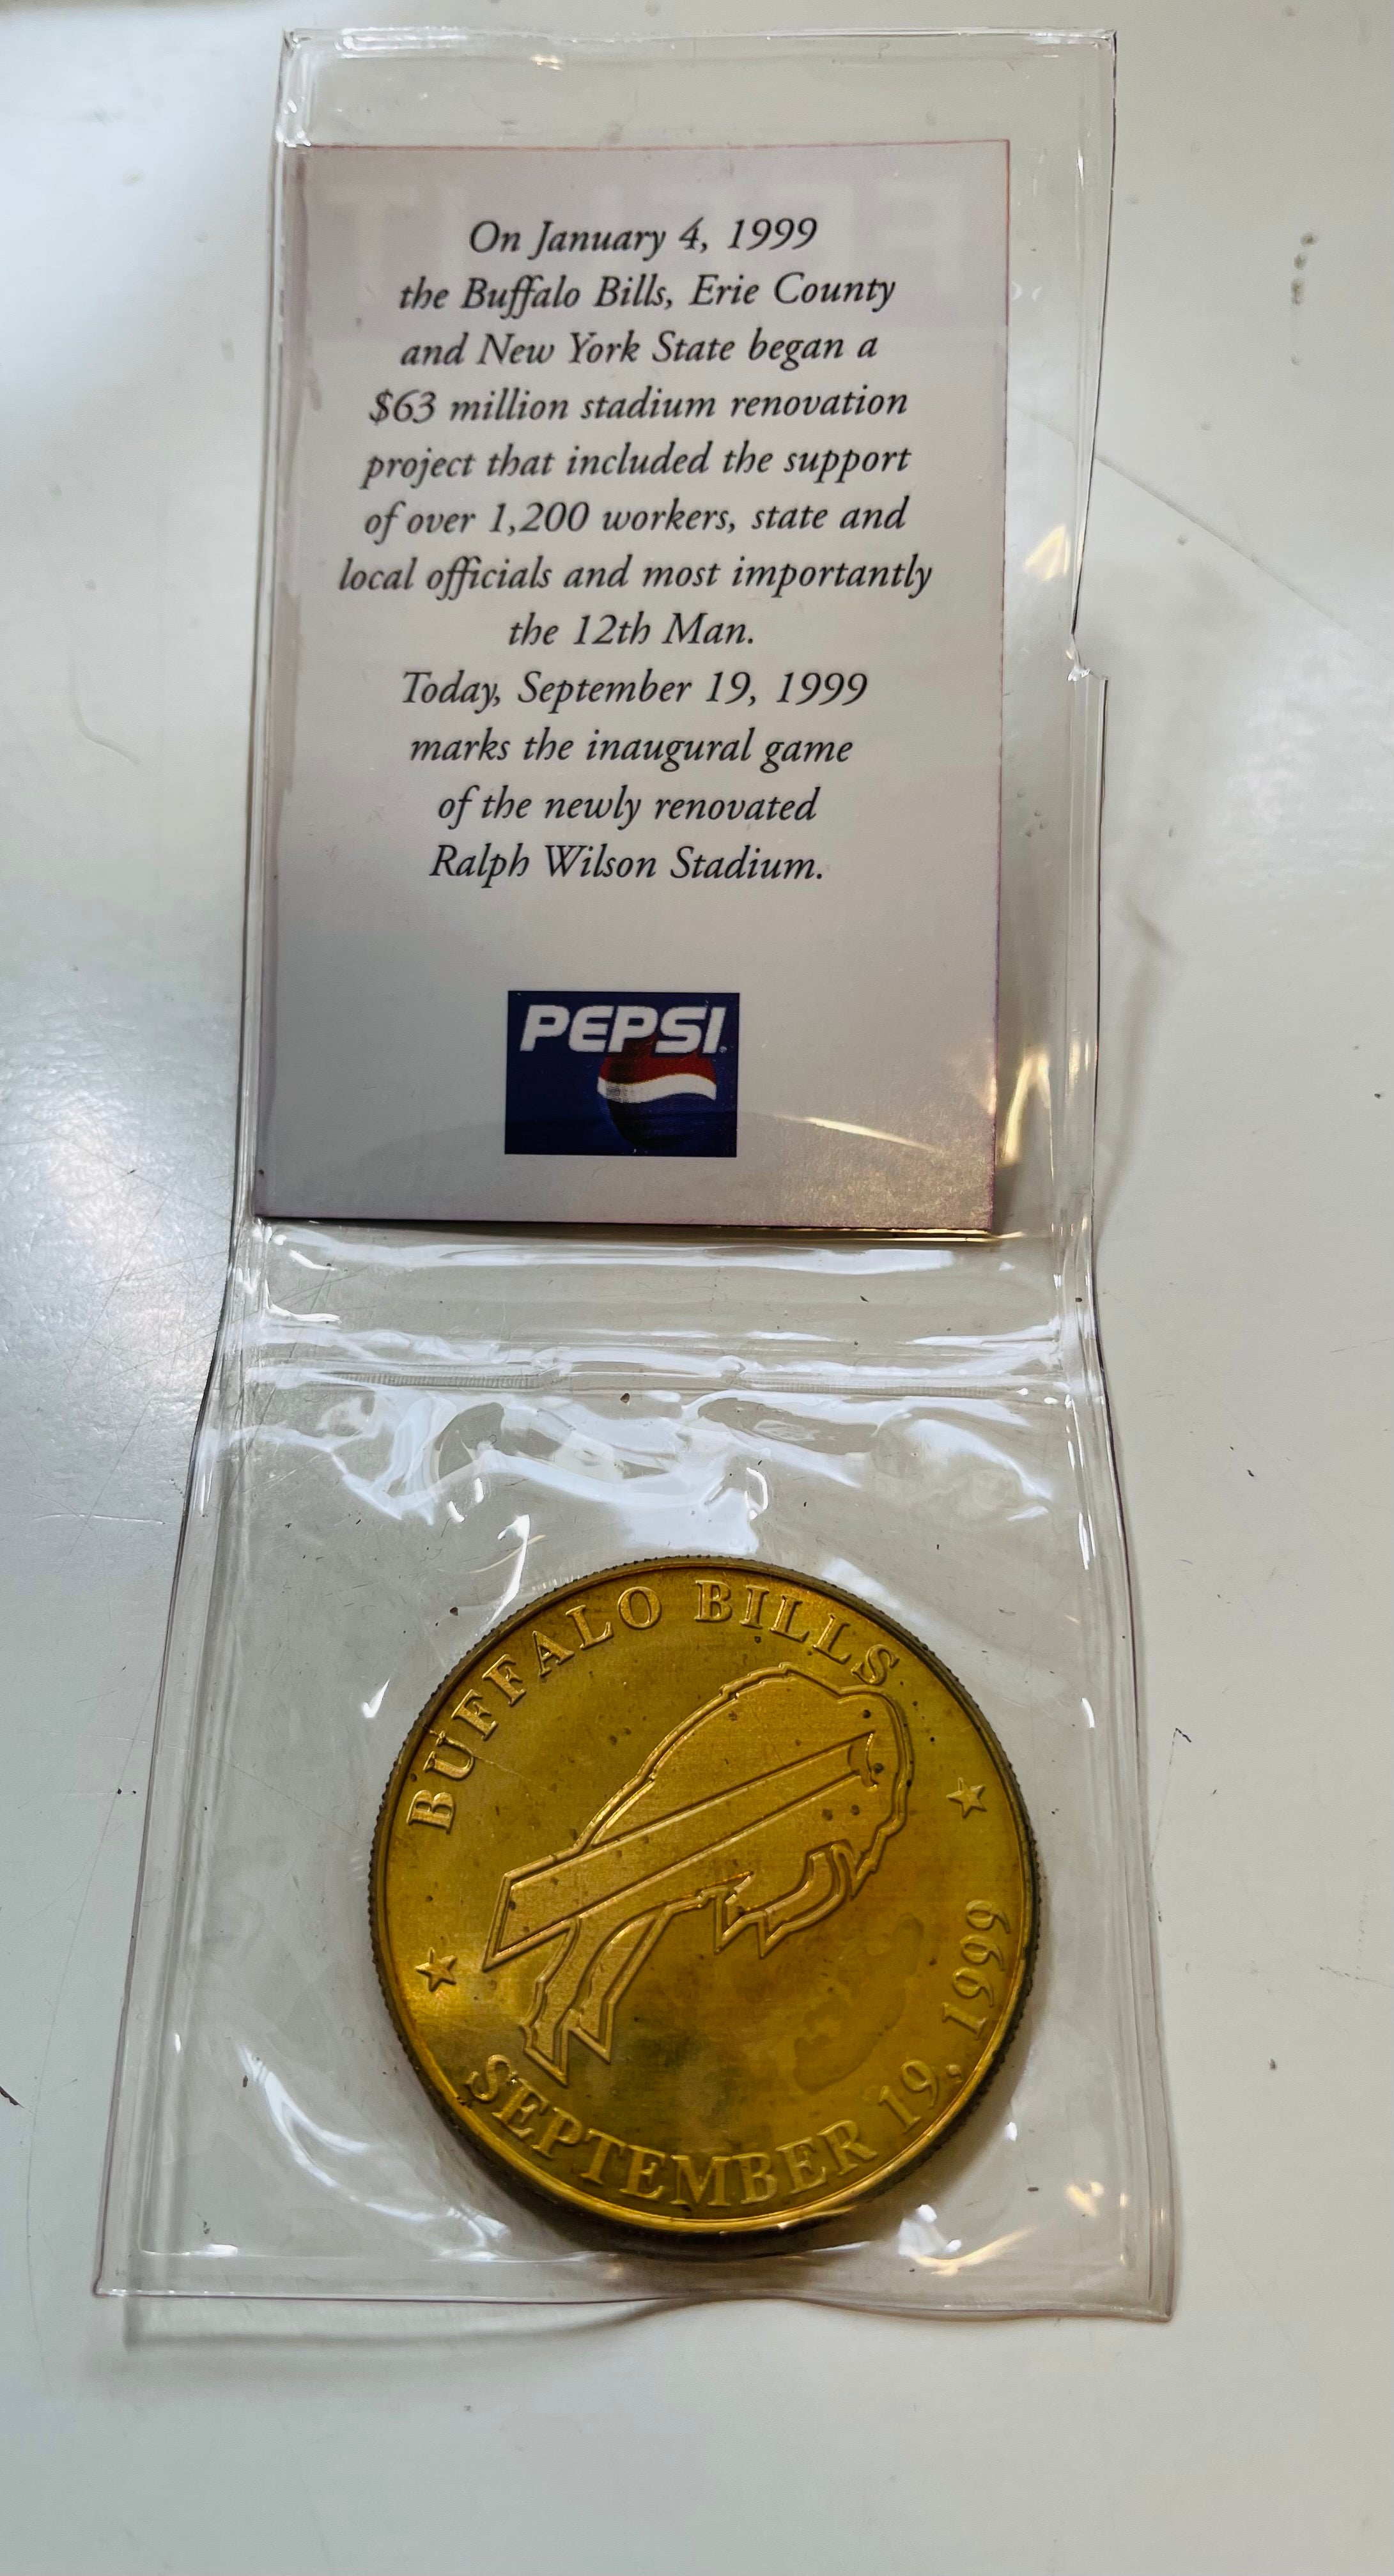 On January 4, 1999
the Buffalo Bills, Erie County
and New York State began a
$63 million stadium renovation
project that included the support
of over 1,200 workers, state and
local officials and most importantly
the 12th Man.
Today, September 19, 1999
marks the inaugural game
of the newly renovated
Ralph Wilson Stadium.
PEPSI
BUFFALO BILLS
SEPTEMBER 19, 1999